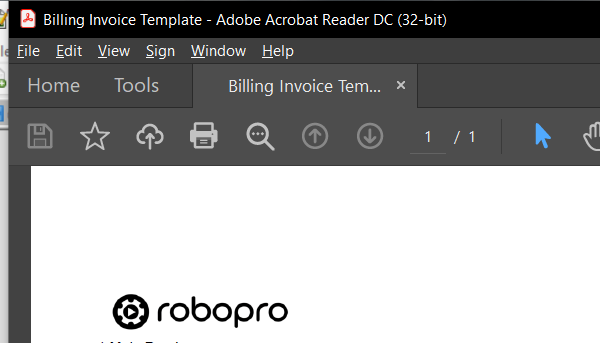 Billing Invoice Template - Adobe Acrobat Reader DC (32-bit)
File Edit View Sign Window Help
Home Tools Billing Invoice Tem... ×
1 / 1
robopro